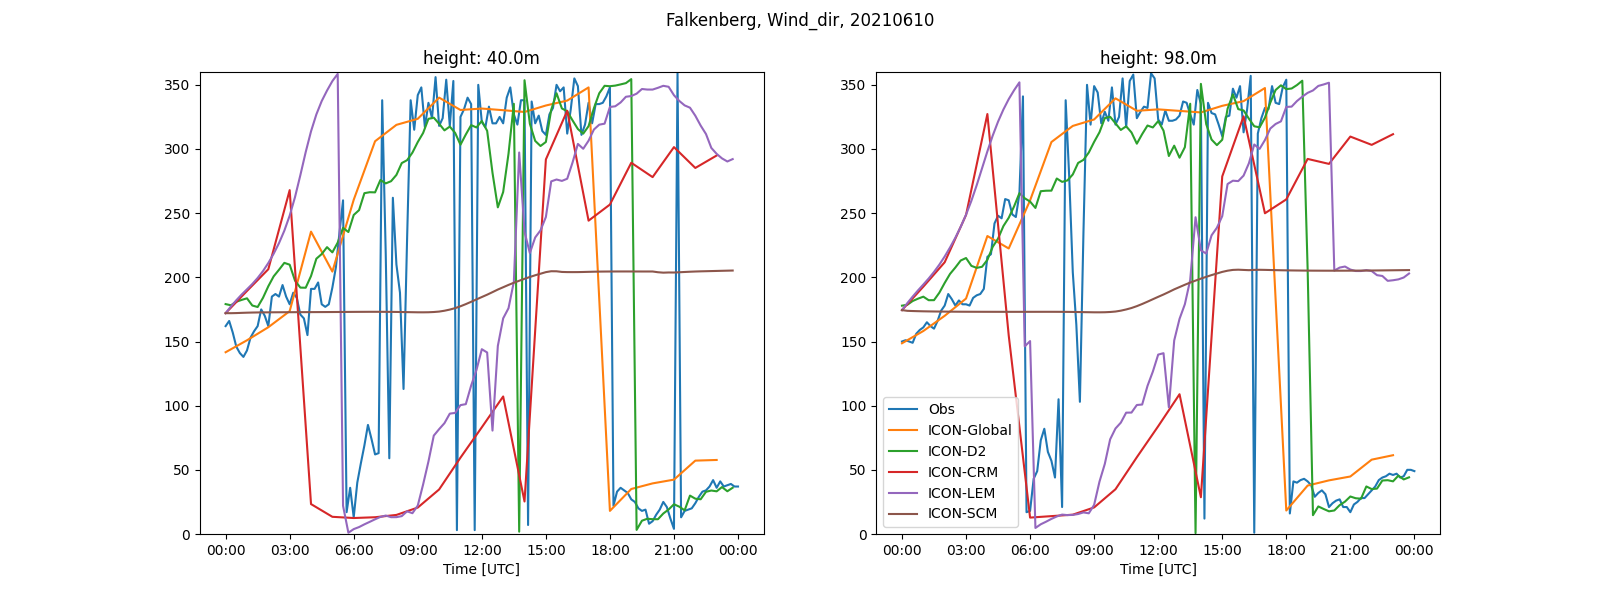 Falkenberg, Wind_dir, 20210610
height: 40.0m
350
300
250
200
150
100
50
0
00:00 03:00 06:00 09:00 12:00 15:00 18:00 21:00 00:00
Time [UTC]
height: 98.0m
350
300
250
200
150
100
50
0
Obs
ICON-Global
ICON-D2
ICON-CRM
ICON-LEM
ICON-SCM
00:00 03:00 06:00 09:00 12:00 15:00 18:00 21:00 00:00
Time [UTC]